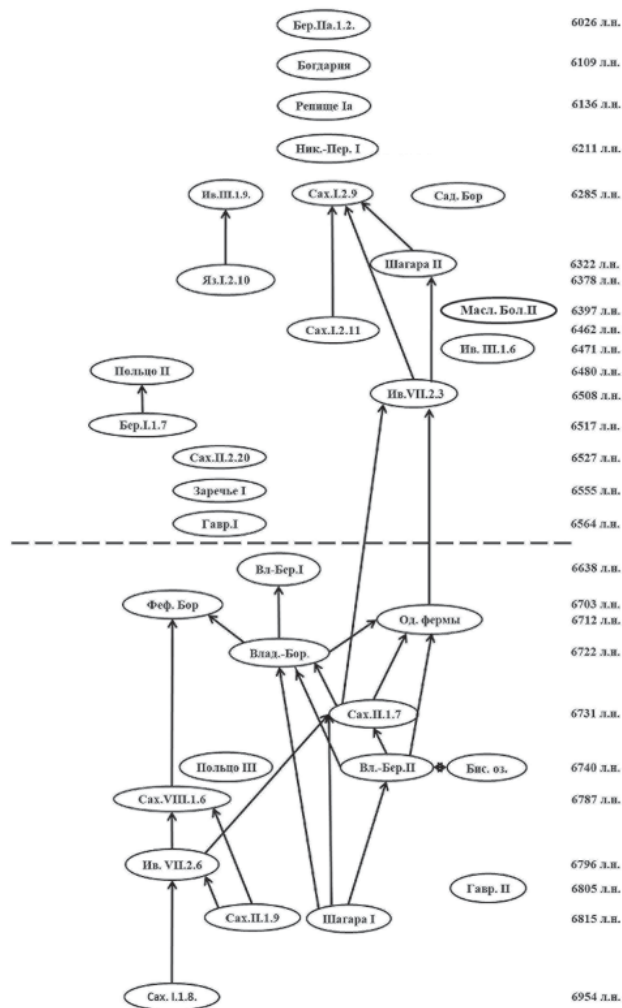 Бер.IIа.1.2. 6026 л.н.
Богдария 6109 л.н.
Репище Iа 6136 л.н.
Ник.-Пер. I 6211 л.н.
Ив.III.1.9. Сах.I.2.9 Сад. Бор 6285 л.н.
Шагара II 6322 л.н.
Яз.I.2.10 6378 л.н.
Масл. Бол.II 6397 л.н.
Сах.I.2.11 6462 л.н.
Ив. III.1.6 6471 л.н.
Польцо II 6480 л.н.
Ив.VII.2.3 6508 л.н.
Бер.I.1.7 6517 л.н.
Сах.II.2.20 6527 л.н.
Заречье I 6555 л.н.
Гавр.I 6564 л.н.
Вл-Бер.I 6638 л.н.
Феф. Бор 6703 л.н.
Од. фермы 6712 л.н.
Влад.-Бор. 6722 л.н.
Сах.II.1.7 6731 л.н.
Польцо III Вл.-Бер.II Бис. оз. 6740 л.н.
Сах.VIII.1.6 6787 л.н.
Ив. VII.2.6 6796 л.н.
Гавр. II 6805 л.н.
Сах.II.1.9 Шагара I 6815 л.н.
Сах. I.1.8. 6954 л.н.